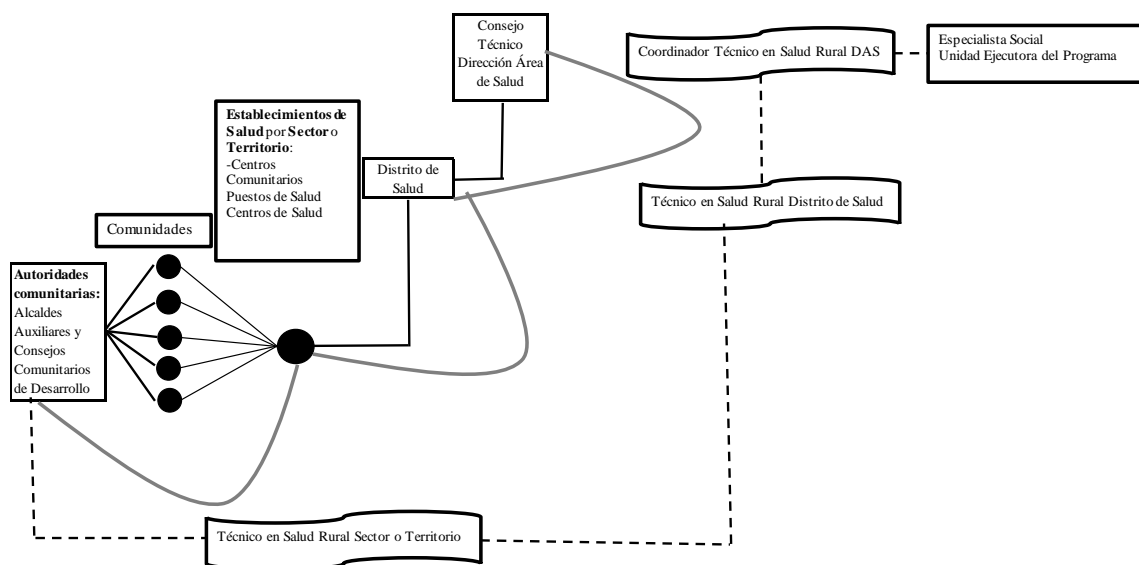 Consejo
Técnico
Dirección Área
de Salud
Coordinador Técnico en Salud Rural DAS
Especialista Social
Unidad Ejecutora del Programa
Establecimientos de
Salud por Sector o
Territorio:
-Centros
Comunitarios
Puestos de Salud
Centros de Salud
Distrito de
Salud
Técnico en Salud Rural Distrito de Salud
Comunidades
Autoridades
comunitarias:
Alcaldes
Auxiliares y
Consejos
Comunitarios
de Desarrollo
Técnico en Salud Rural Sector o Territorio